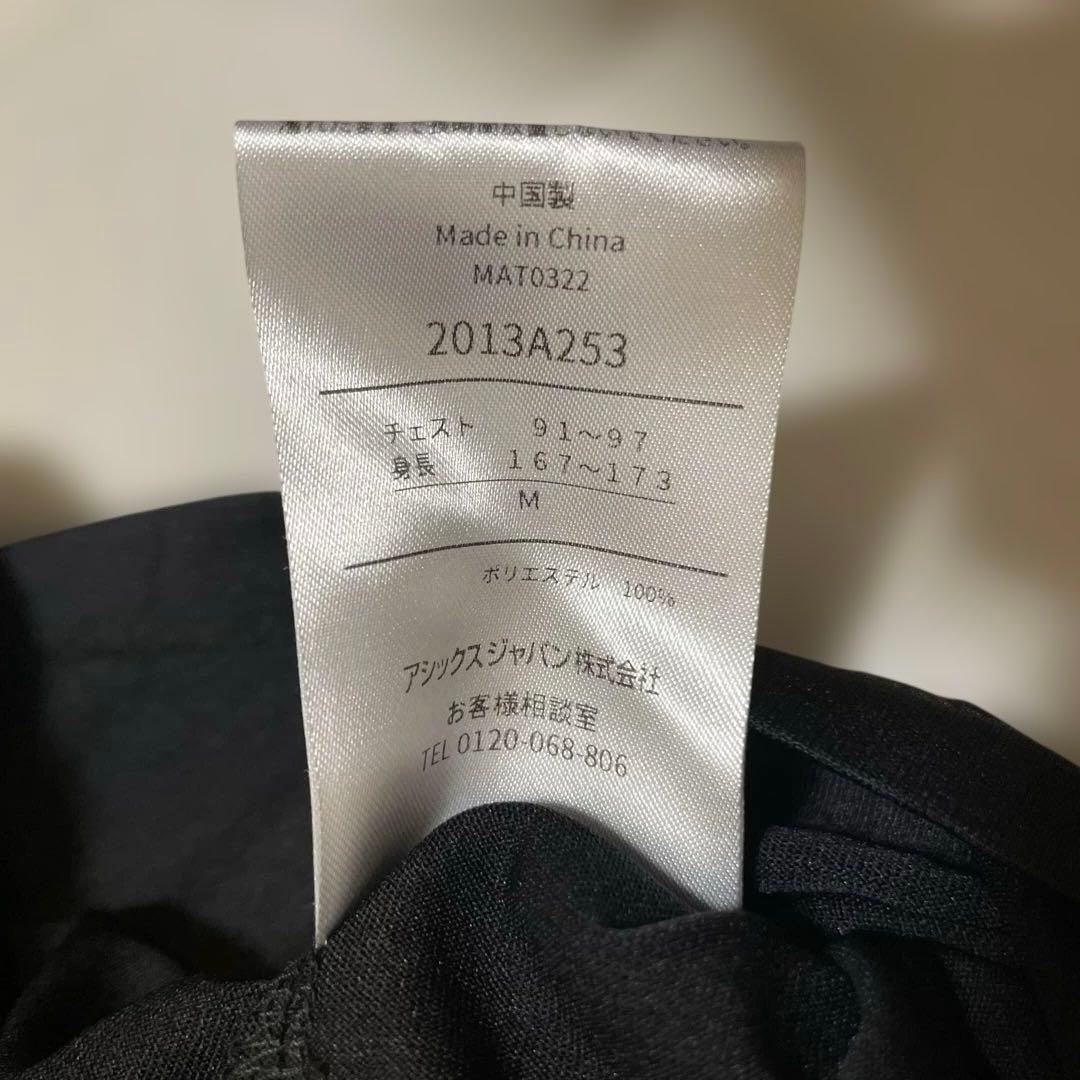 中国製
Made in China
MAT0322
2013A253
チェスト 91～97
身長 167～173
M
ポリエステル 100%
アシックスジャパン株式会社
お客様相談室
TEL 0120-068-806